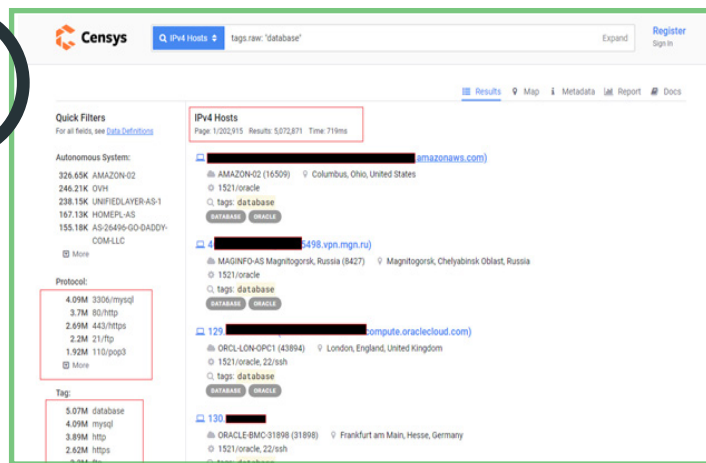 Censys
IPv4 Hosts
tags.raw: "database"
Expand
Register
Sign In
Results Map Metadata Report Docs
Quick Filters
For all fields, see Data Definitions
Autonomous System:
326.65K AMAZON-02
246.21K OVH
238.15K UNIFIEDLAYER-AS-1
167.13K HOMEPL-AS
155.18K AS-26496-GO-DADDY-
COM-LLC
More
Protocol:
4.09M 3306/mysql
3.7M 80/http
2.69M 443/https
2.2M 21/ftp
1.92M 110/pop3
More
Tag:
5.07M database
4.09M mysql
3.89M http
2.62M https
IPv4 Hosts
Page: 1/202,915 Results: 5,072,871 Time: 719ms
amazonaws.com)
AMAZON-02 (16509) Columbus, Ohio, United States
1521/oracle
tags: database
DATABASE ORACLE
5498.vpn.mgn.ru)
MAGINFO-AS Magnitogorsk, Russia (8427) Magnitogorsk, Chelyabinsk Oblast, Russia
1521/oracle
tags: database
DATABASE ORACLE
129. compute.oraclecloud.com)
ORCL-LON-OPC1 (43894) London, England, United Kingdom
1521/oracle, 22/ssh
tags: database
DATABASE ORACLE
130.
ORACLE-BMC-31898 (31898) Frankfurt am Main, Hesse, Germany
1521/oracle, 22/ssh
tags: database